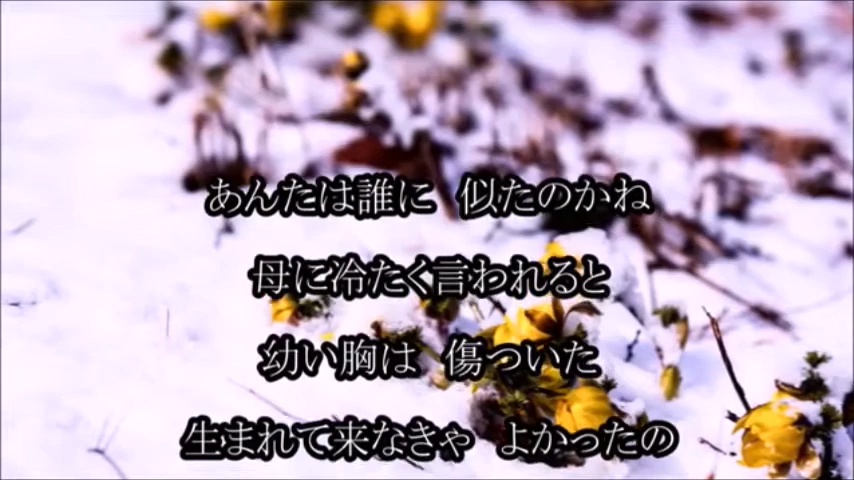 あんたは誰に　似たのかね
母に冷たく言われると
幼い胸は　傷ついた
生まれて来なきゃ　よかったの